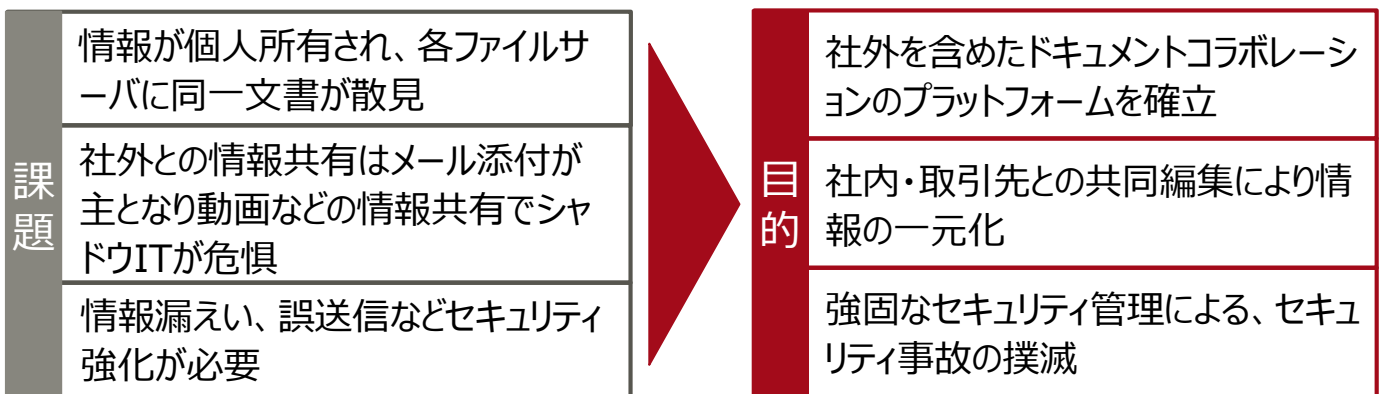 課題
情報が個人所有され、各ファイルサ
ーバに同一文書が散見
社外との情報共有はメール添付が
主となり動画などの情報共有でシャ
ドウITが危惧
情報漏えい、誤送信などセキュリティ
強化が必要
目的
社外を含めたドキュメントコラボレーシ
ョンのプラットフォームを確立
社内・取引先との共同編集により情
報の一元化
強固なセキュリティ管理による、セキュ
リティ事故の撲滅